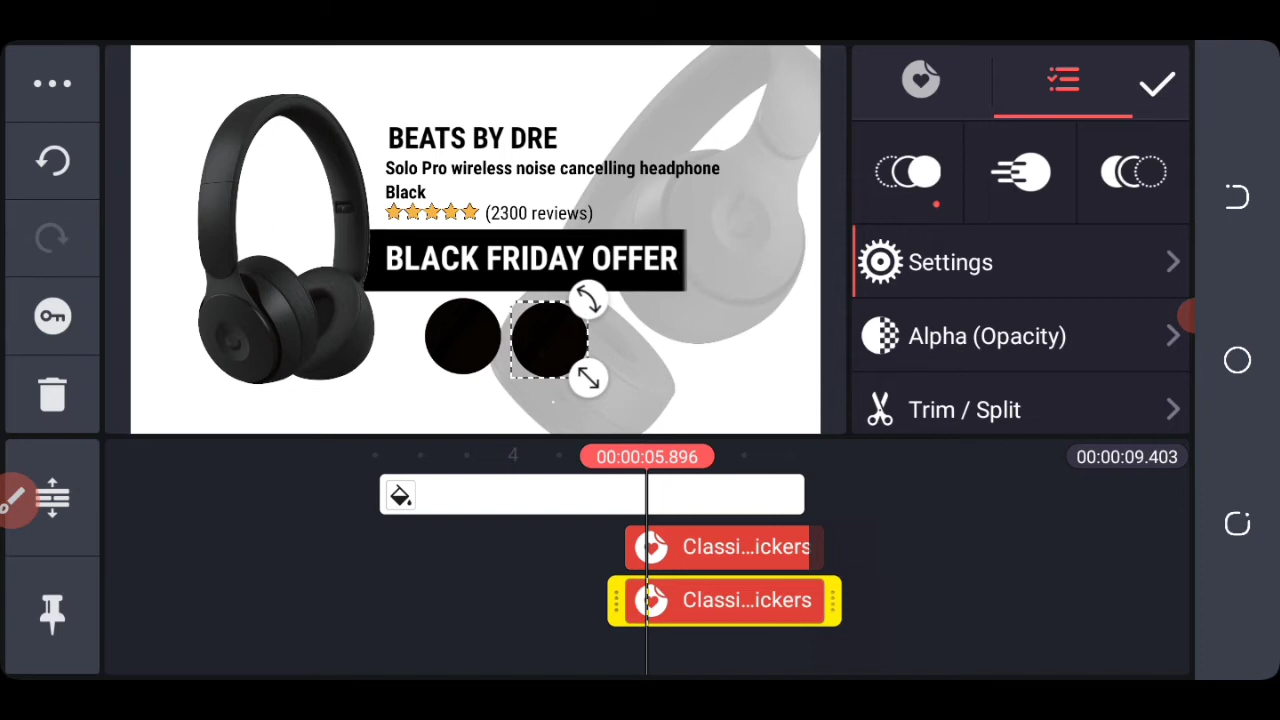 BEATS BY DRE
Solo Pro wireless noise cancelling headphone
Black
(2300 reviews)
BLACK FRIDAY OFFER
Settings
Alpha (Opacity)
Trim / Split
4
00:00:05.896
00:00:09.403
Classi...ickers
Classi...ickers